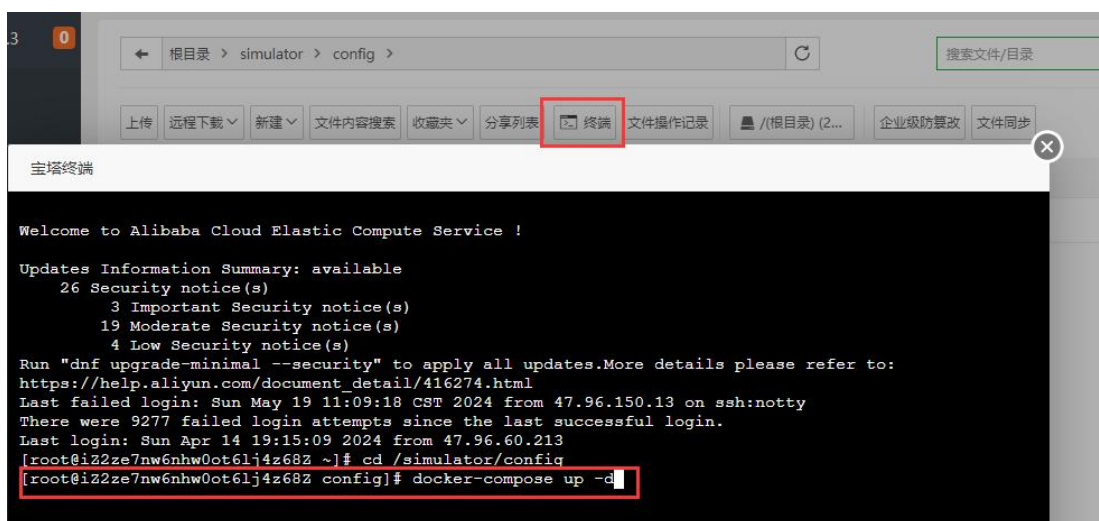 .3 0
根目录 > simulator > config >
搜索文件/目录
上传 远程下载 新建 文件内容搜索 收藏夹 分享列表 终端 文件操作记录 /(根目录) (2... 企业级防篡改 文件同步
宝塔终端
Welcome to Alibaba Cloud Elastic Compute Service !
Updates Information Summary: available
26 Security notice(s)
3 Important Security notice(s)
19 Moderate Security notice(s)
4 Low Security notice(s)
Run "dnf upgrade-minimal --security" to apply all updates.More details please refer to:
https://help.aliyun.com/document_detail/416274.html
Last failed login: Sun May 19 11:09:18 CST 2024 from 47.96.150.13 on ssh:notty
There were 9277 failed login attempts since the last successful login.
Last login: Sun Apr 14 19:15:09 2024 from 47.96.60.213
[root@iZ2ze7nw6nhw0ot6lj4z68Z ~]# cd /simulator/config
[root@iZ2ze7nw6nhw0ot6lj4z68Z config]# docker-compose up -d